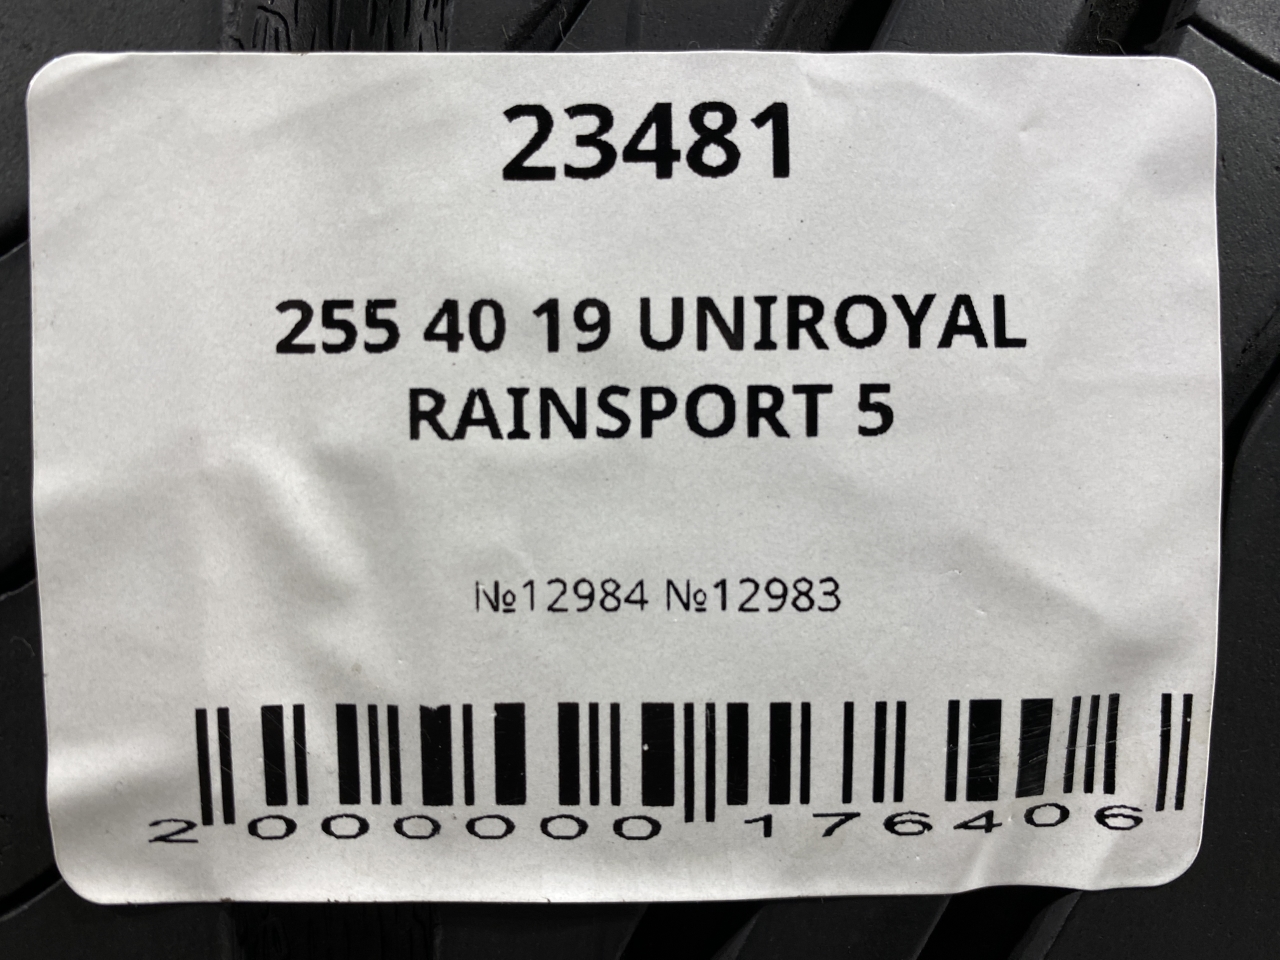 23481
255 40 19 UNIROYAL
RAINSPORT 5
№12984 №12983
2 000000 176406